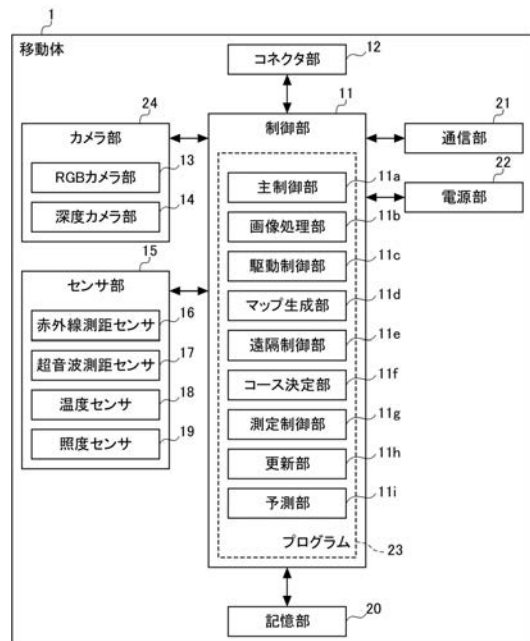 1
移動体
コネクタ部
12
24
カメラ部
RGBカメラ部
13
深度カメラ部
14
15
センサ部
赤外線測距センサ
16
超音波測距センサ
17
温度センサ
18
照度センサ
19
11
制御部
主制御部
11a
画像処理部
11b
駆動制御部
11c
マップ生成部
11d
遠隔制御部
11e
コース決定部
11f
測定制御部
11g
更新部
11h
予測部
11i
プログラム
23
21
通信部
22
電源部
記憶部
20